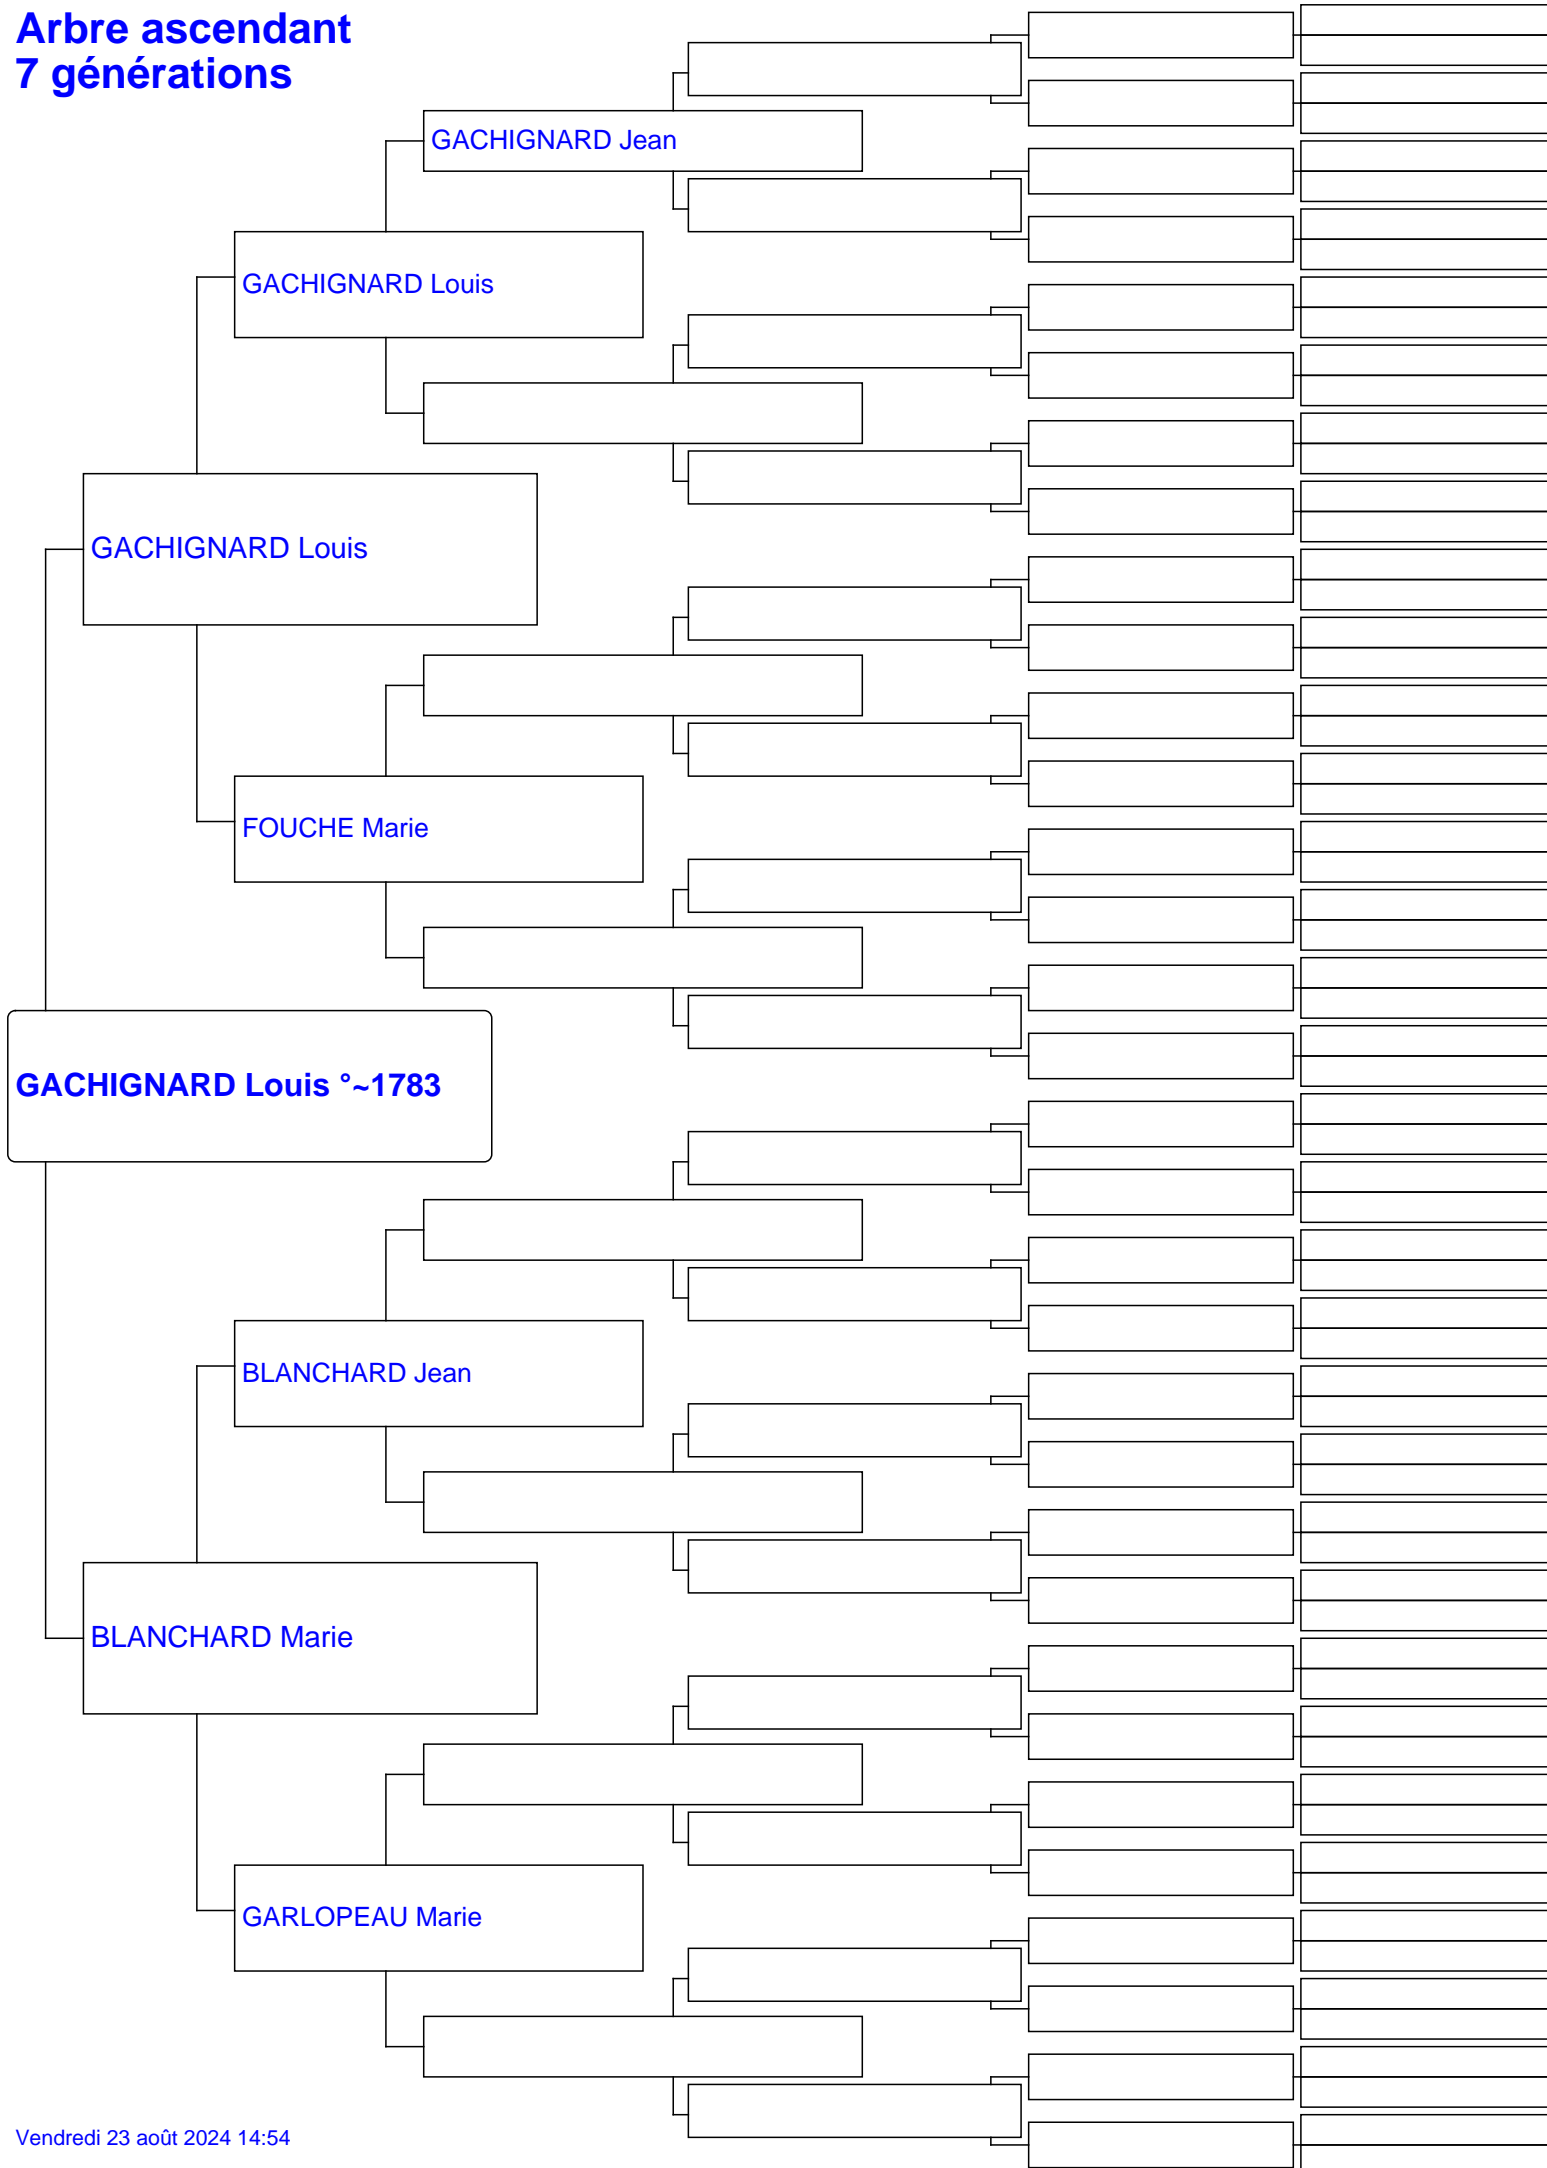 Arbre ascendant
7 générations
GACHIGNARD Jean
GACHIGNARD Louis
GACHIGNARD Louis
FOUCHE Marie
GACHIGNARD Louis °~1783
BLANCHARD Jean
BLANCHARD Marie
GARLOPEAU Marie
Vendredi 23 août 2024 14:54